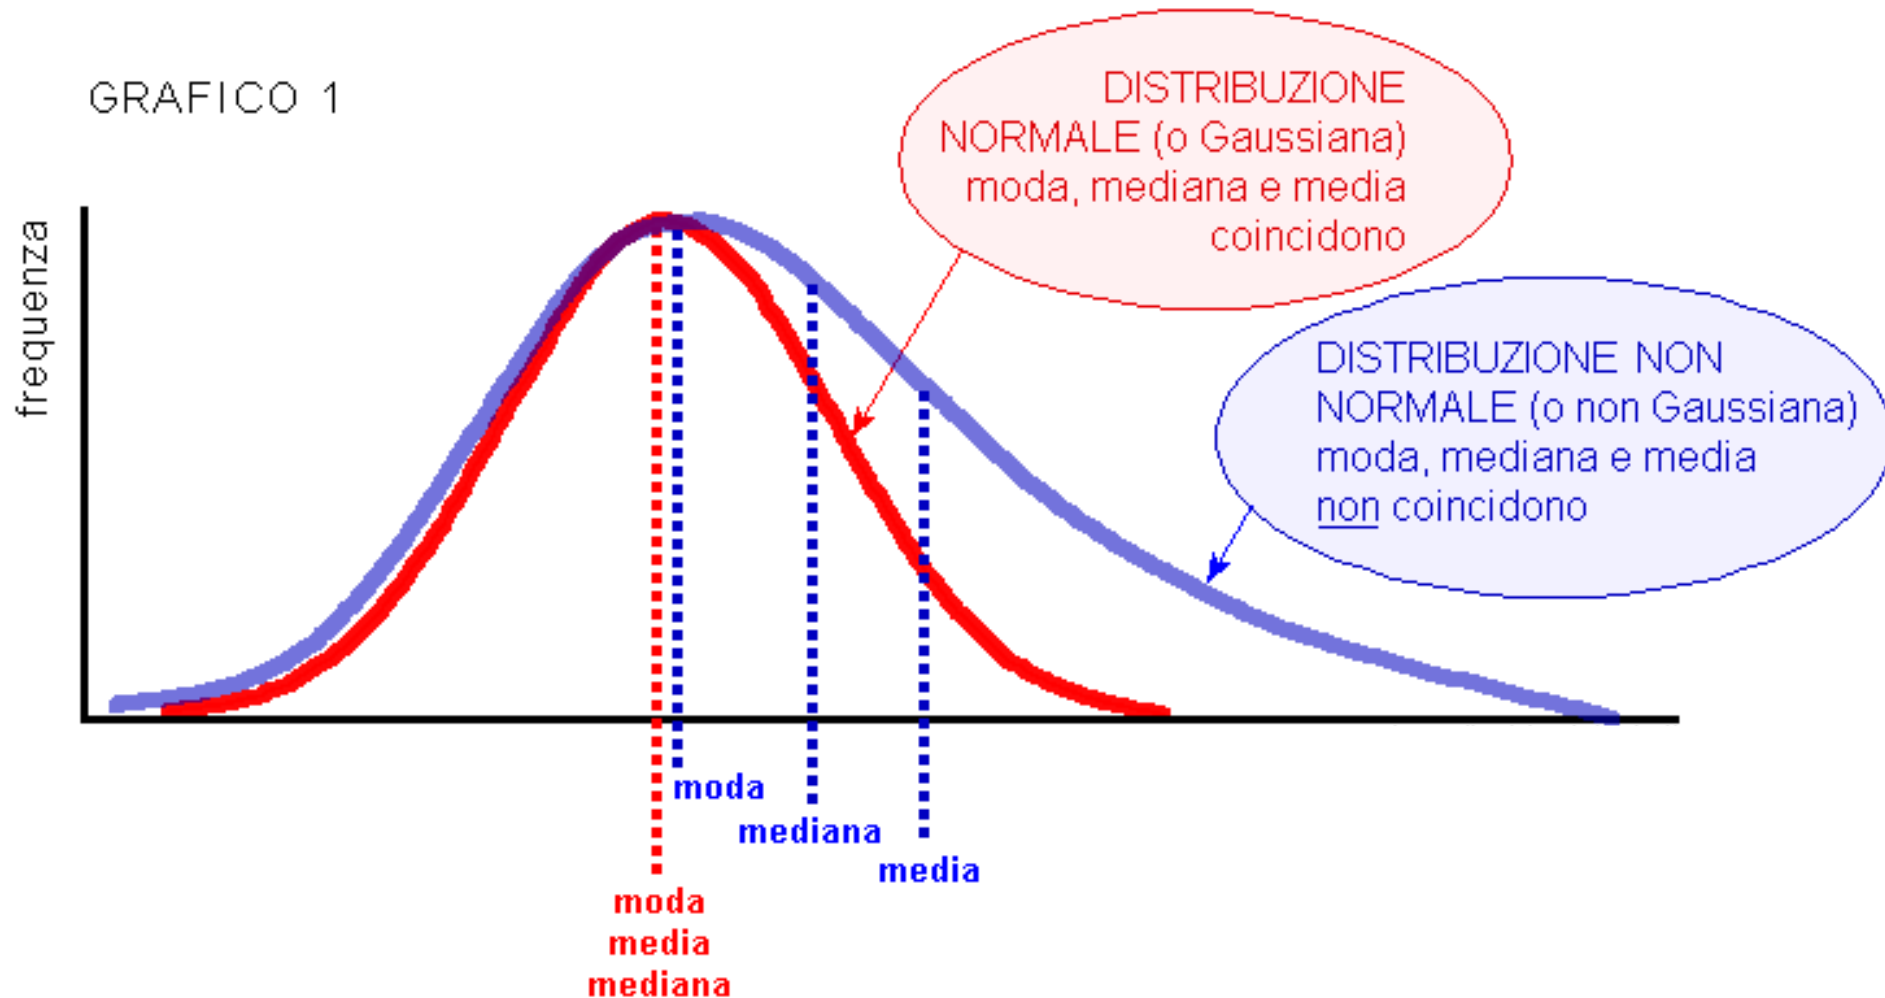 GRAFICO 1
frequenza
DISTRIBUZIONE
NORMALE (o Gaussiana)
moda, mediana e media
coincidono
DISTRIBUZIONE NON
NORMALE (o non Gaussiana)
moda, mediana e media
non coincidono
moda
mediana
media
moda
media
mediana